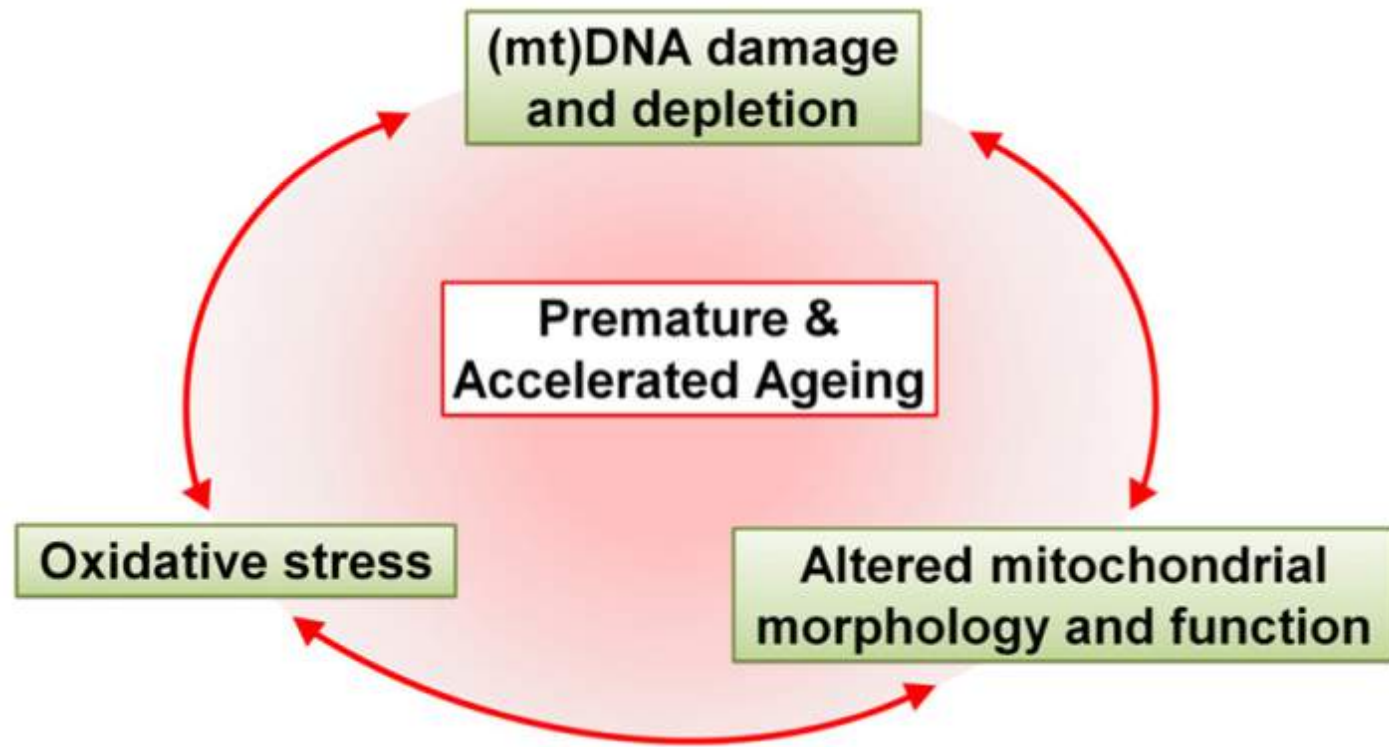 (mt)DNA damage
and depletion
Premature &
Accelerated Ageing
Oxidative stress
Altered mitochondrial
morphology and function